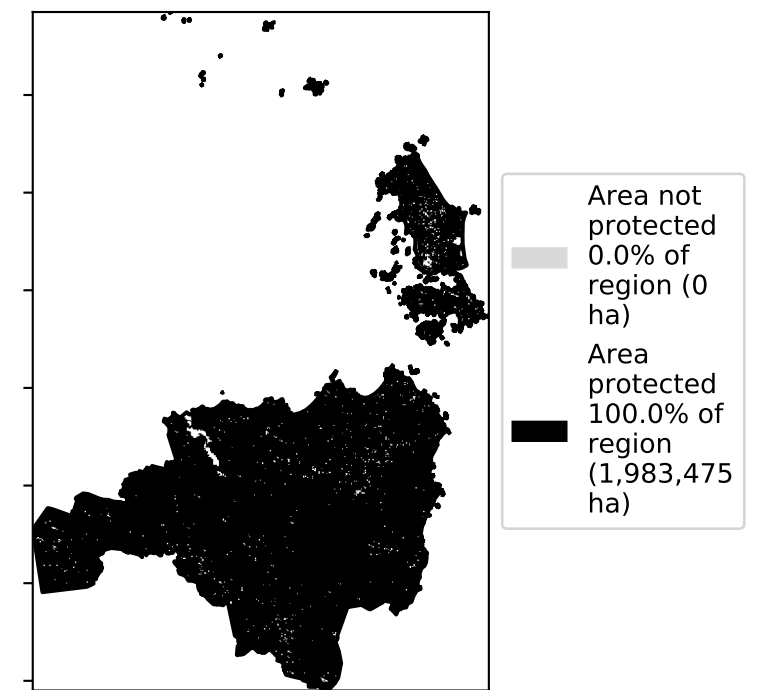 Area not
protected
0.0% of
region (0
ha)
Area
protected
100.0% of
region
(1,983,475
ha)